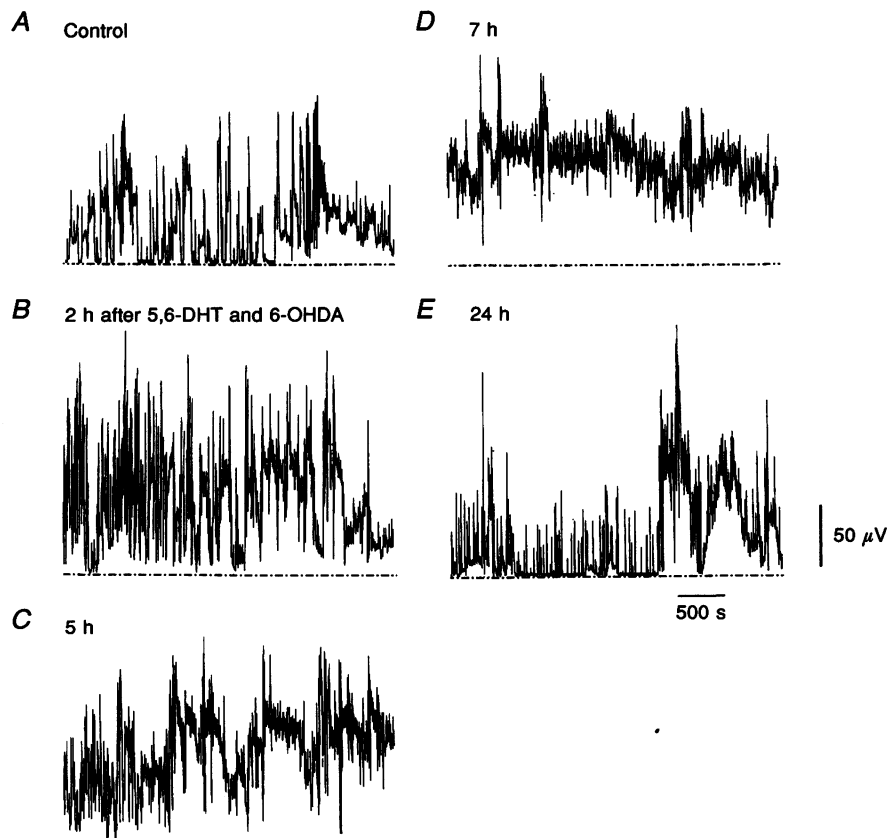 A Control
B 2 h after 5,6-DHT and 6-OHDA
C 5 h
D 7 h
E 24 h
50 μV
500 s